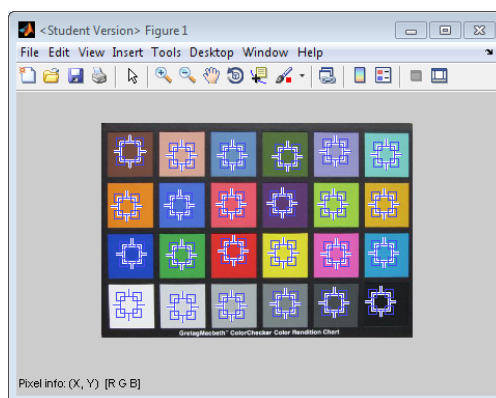 <Student Version> Figure 1
File Edit View Insert Tools Desktop Window Help
GretagMacbeth™ ColorChecker Color Rendition Chart
Pixel info: (X, Y) [R G B]